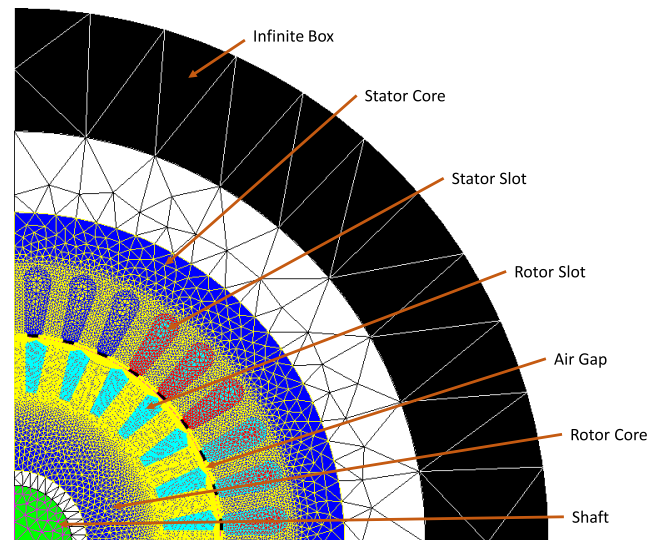 Infinite Box
Stator Core
Stator Slot
Rotor Slot
Air Gap
Rotor Core
Shaft